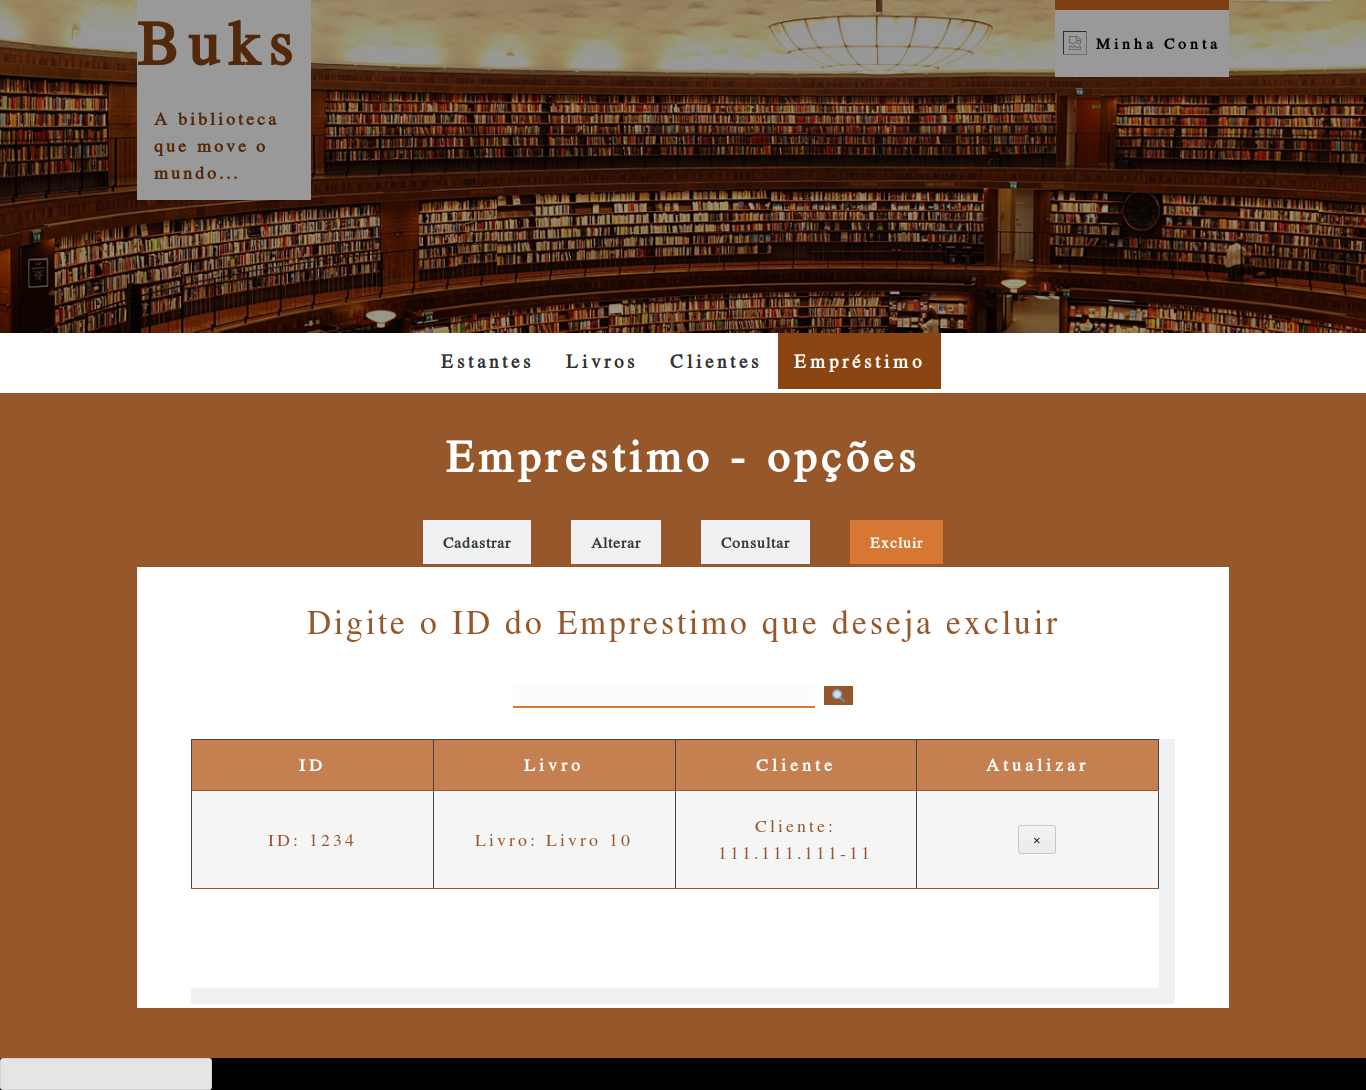 Buks
A biblioteca
que move o
mundo...
Minha Conta
Estantes Livros Clientes Empréstimo
Emprestimo - opções
Cadastrar Alterar Consultar Excluir
Digite o ID do Emprestimo que deseja excluir
ID Livro Cliente Atualizar
ID: 1234 Livro: Livro 10 Cliente:
111.111.111-11 ×